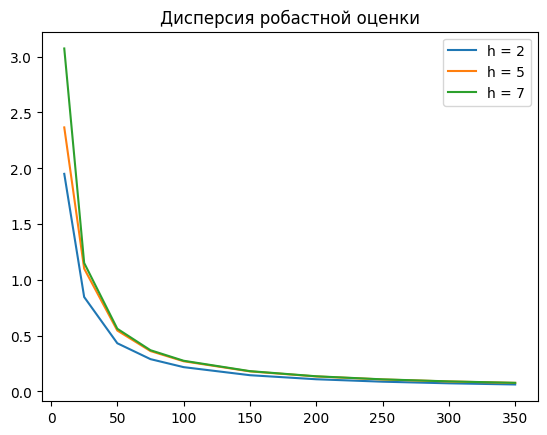 Дисперсия робастной оценки
h = 2
h = 5
h = 7
3.0
2.5
2.0
1.5
1.0
0.5
0.0
0 50 100 150 200 250 300 350